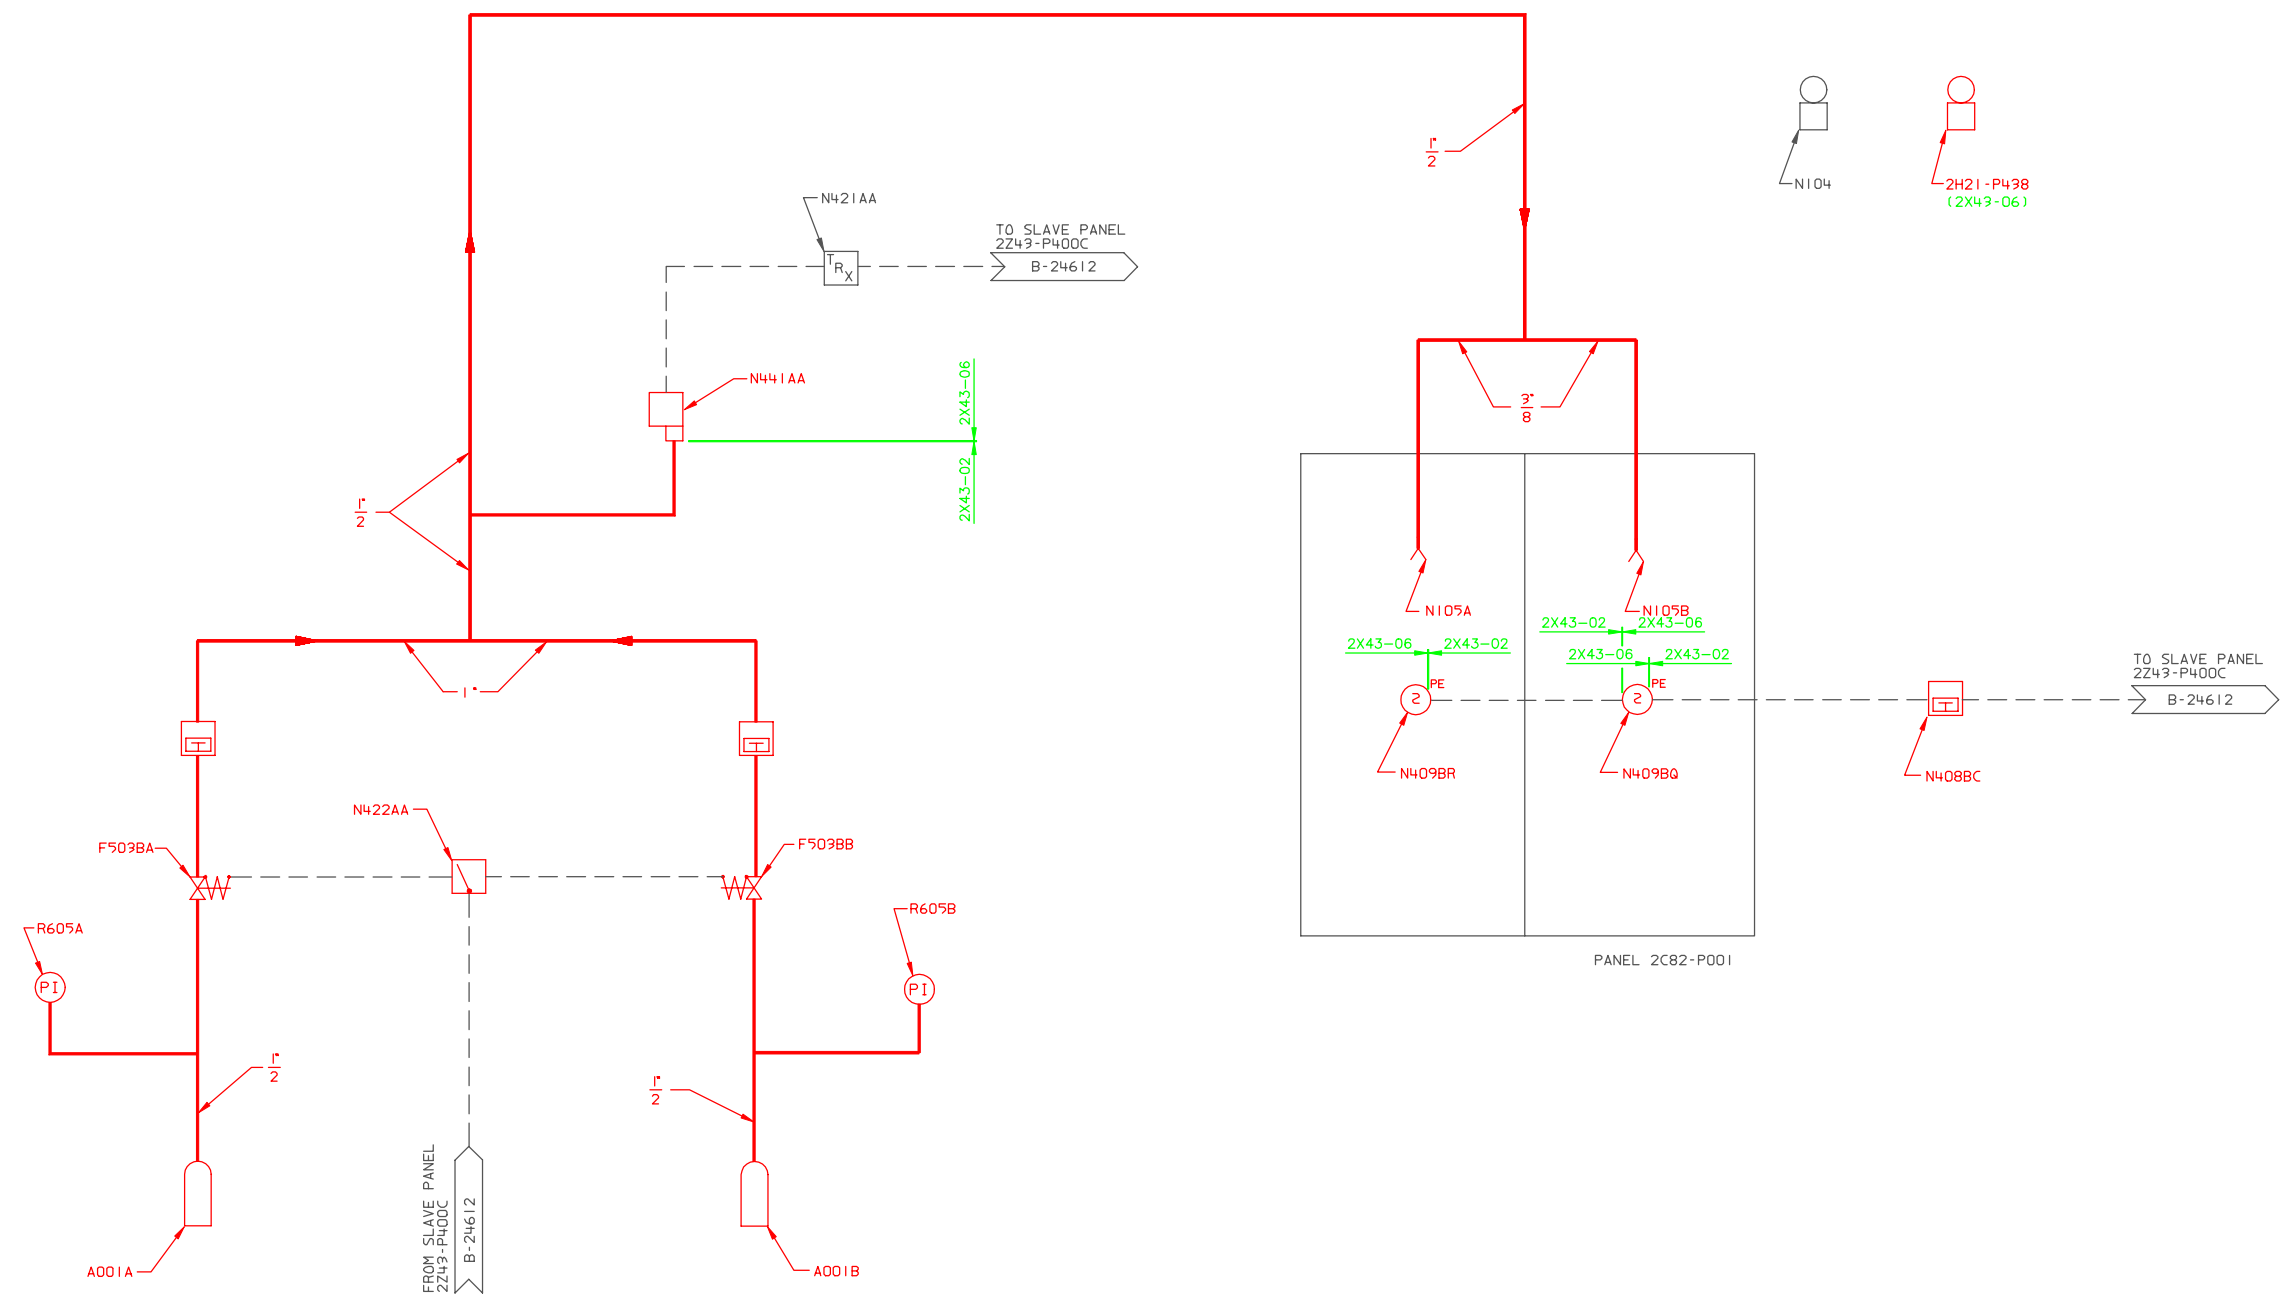 1"
2
N104
2H21-P438
(2X43-06)
N421AA
TO SLAVE PANEL
2Z43-P400C
TRX
B-24612
N441AA
2X43-06
2X43-02
3"
8
1"
2
N105A
N105B
2X43-02
2X43-06
2X43-06
2X43-02
2X43-06
2X43-02
PE
PE
2
2
TO SLAVE PANEL
2Z43-P400C
B-24612
1"
N409BR
N409BQ
N408BC
N422AA
F503BA
F503BB
R605A
R605B
PI
PI
PANEL 2C82-P001
1"
2
1"
2
FROM SLAVE PANEL
2Z43-P400C
B-24612
A001A
A001B